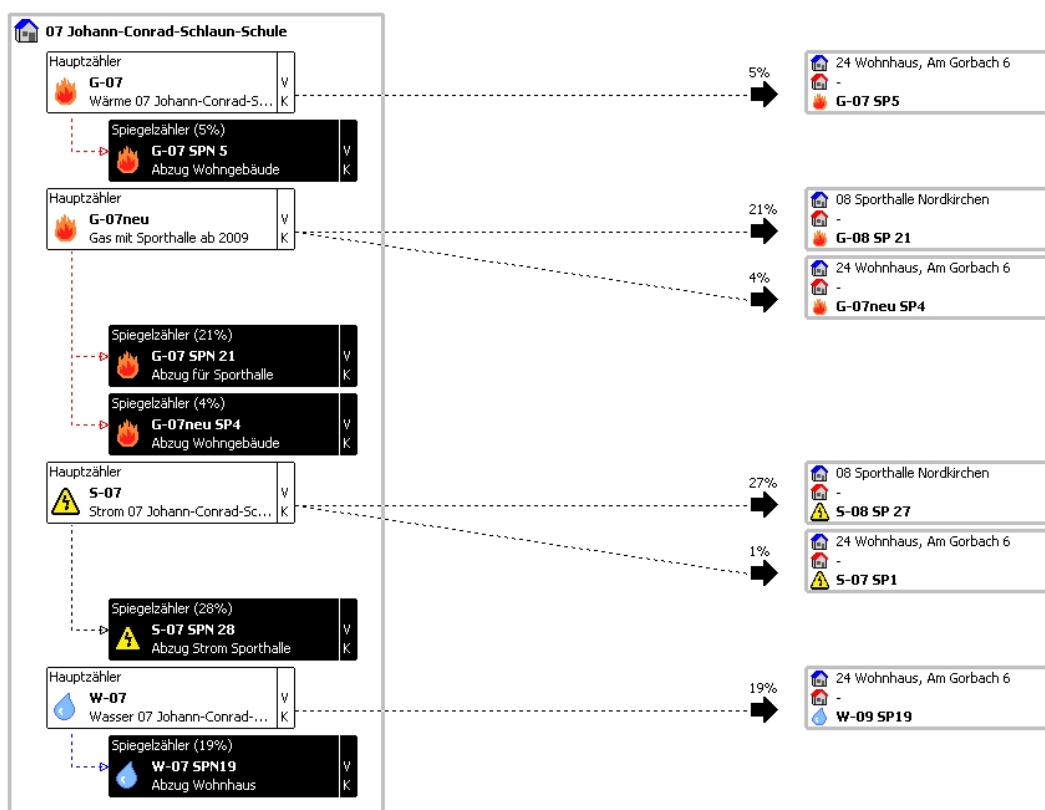 07 Johann-Conrad-Schlaun-Schule
Hauptzähler
G-07 V
Wärme 07 Johann-Conrad-S... K
5%
24 Wohnhaus, Am Gorbach 6
-
G-07 SP5
Spiegelzähler (5%)
G-07 SPN 5 V
Abzug Wohngebäude K
Hauptzähler
G-07neu V
Gas mit Sporthalle ab 2009 K
21%
08 Sporthalle Nordkirchen
-
G-08 SP 21
4%
24 Wohnhaus, Am Gorbach 6
-
G-07neu SP4
Spiegelzähler (21%)
G-07 SPN 21 V
Abzug für Sporthalle K
Spiegelzähler (4%)
G-07neu SP4 V
Abzug Wohngebäude K
Hauptzähler
S-07 V
Strom 07 Johann-Conrad-Sc... K
27%
08 Sporthalle Nordkirchen
-
S-08 SP 27
1%
24 Wohnhaus, Am Gorbach 6
-
S-07 SP1
Spiegelzähler (28%)
S-07 SPN 28 V
Abzug Strom Sporthalle K
Hauptzähler
W-07 V
Wasser 07 Johann-Conrad-... K
19%
24 Wohnhaus, Am Gorbach 6
-
W-09 SP19
Spiegelzähler (19%)
W-07 SPN19 V
Abzug Wohnhaus K